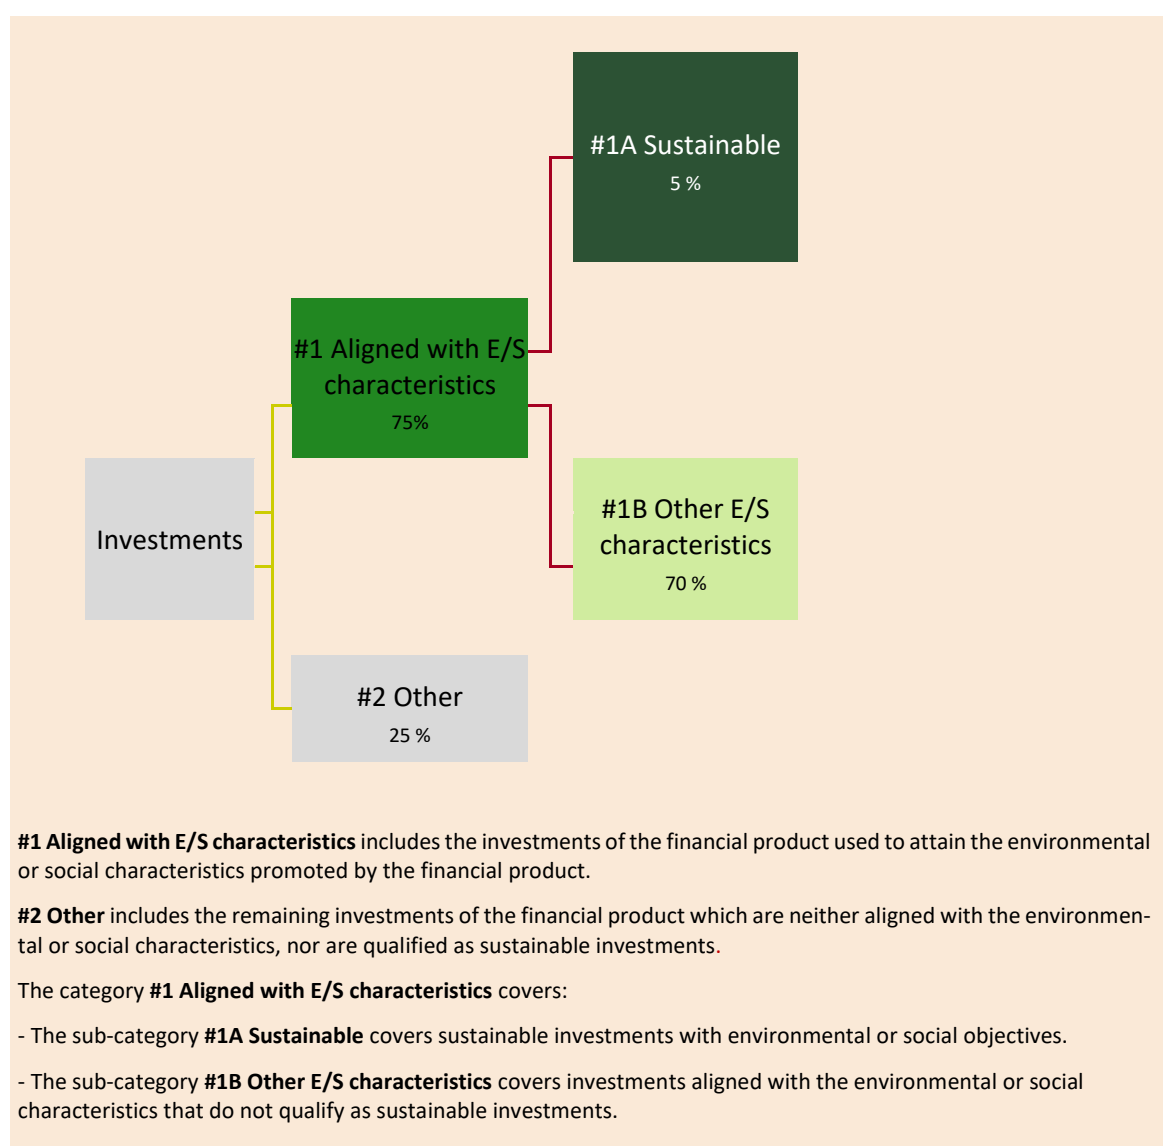 #1A Sustainable
5 %
#1 Aligned with E/S
characteristics
75%
#1B Other E/S
characteristics
70 %
Investments
#2 Other
25 %
#1 Aligned with E/S characteristics includes the investments of the financial product used to attain the environmental
or social characteristics promoted by the financial product.
#2 Other includes the remaining investments of the financial product which are neither aligned with the environmen-
tal or social characteristics, nor are qualified as sustainable investments.
The category #1 Aligned with E/S characteristics covers:
- The sub-category #1A Sustainable covers sustainable investments with environmental or social objectives.
- The sub-category #1B Other E/S characteristics covers investments aligned with the environmental or social
characteristics that do not qualify as sustainable investments.